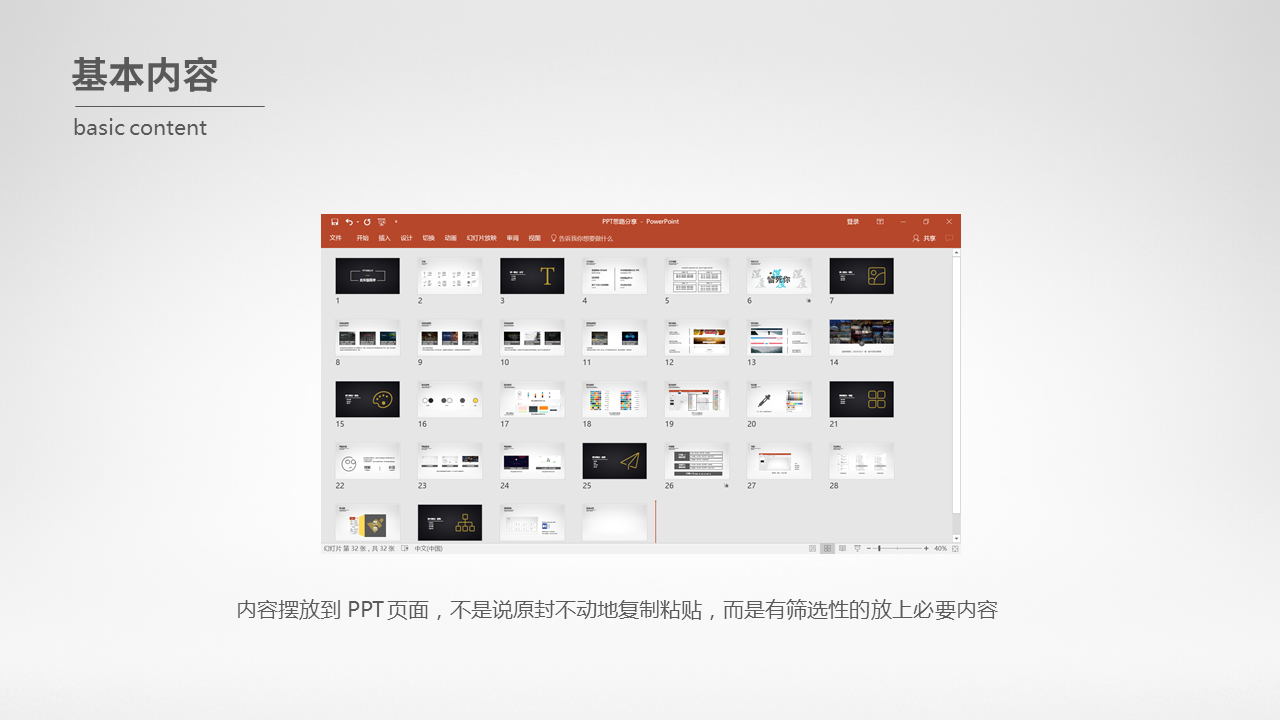 基本内容
basic content
PPT思路分享 - PowerPoint
登录
文件 开始 插入 设计 切换 动画 幻灯片放映 审阅 视图 告诉我你想要做什么
共享
1 2 3 4 5 6 7
8 9 10 11 12 13 14
15 16 17 18 19 20 21
22 23 24 25 26 27 28
幻灯片 第 32 张，共 32 张 中文(中国)
40%
内容摆放到 PPT 页面，不是说原封不动地复制粘贴，而是有筛选性的放上必要内容